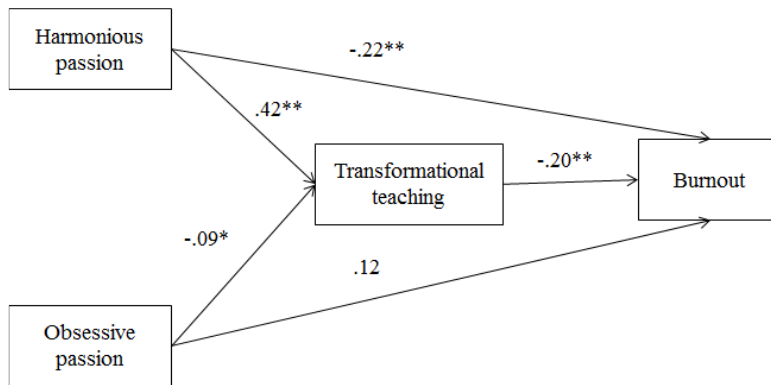 Harmonious
passion
-.22**
.42**
Transformational
teaching
-.20**
Burnout
-.09*
.12
Obsessive
passion